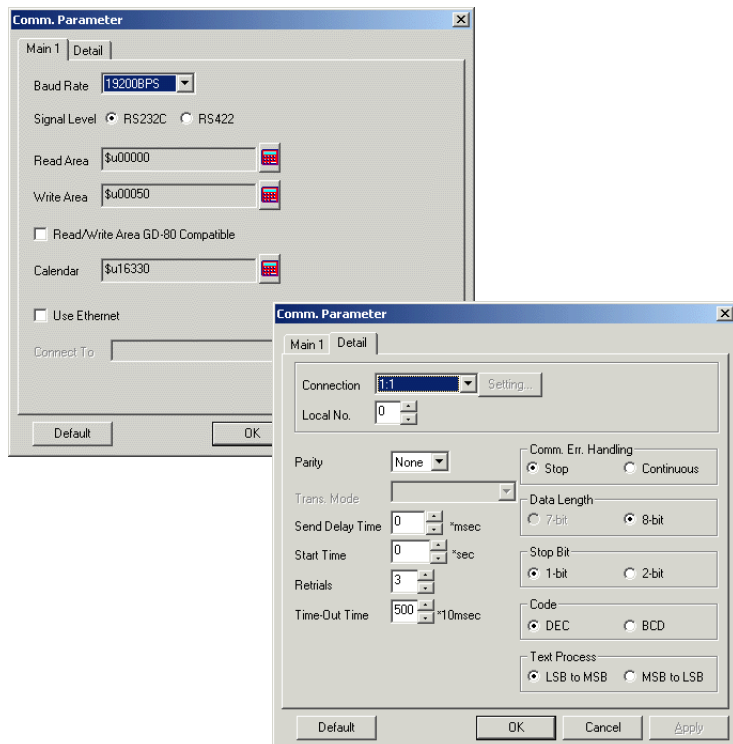 Comm. Parameter
Main 1 Detail
Baud Rate 19200BPS
Signal Level RS232C RS422
Read Area $u00000
Write Area $u00050
Read/Write Area GD-80 Compatible
Calendar $u16330
Use Ethernet
Connect To
Default OK
Comm. Parameter
Main 1 Detail
Connection 1:1 Setting...
Local No. 0
Parity None
Trans. Mode
Send Delay Time 0 *msec
Start Time 0 *sec
Retrials 3
Time-Out Time 500 *10msec
Comm. Err. Handling
Stop Continuous
Data Length
7-bit 8-bit
Stop Bit
1-bit 2-bit
Code
DEC BCD
Text Process
LSB to MSB MSB to LSB
Default OK Cancel Apply